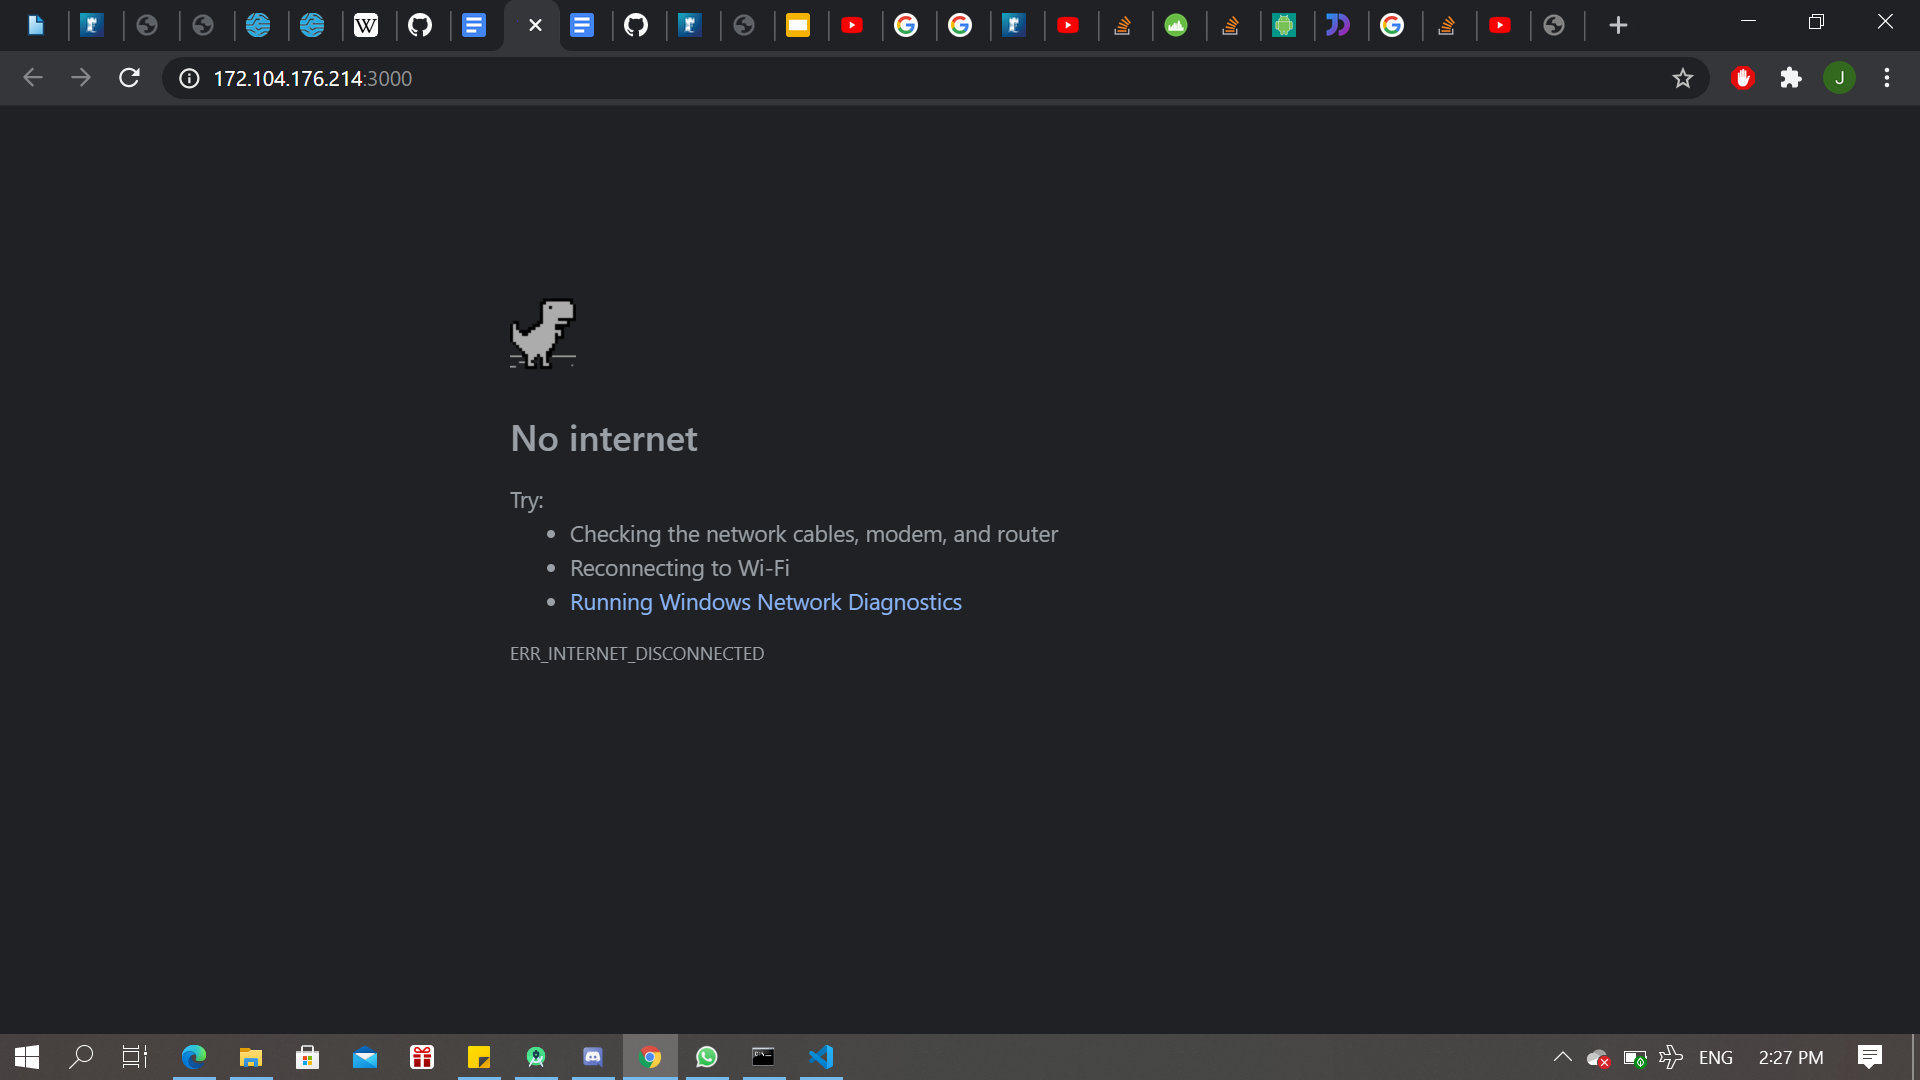 172.104.176.214:3000
J
No internet
Try:
Checking the network cables, modem, and router
Reconnecting to Wi-Fi
Running Windows Network Diagnostics
ERR_INTERNET_DISCONNECTED
ENG
2:27 PM